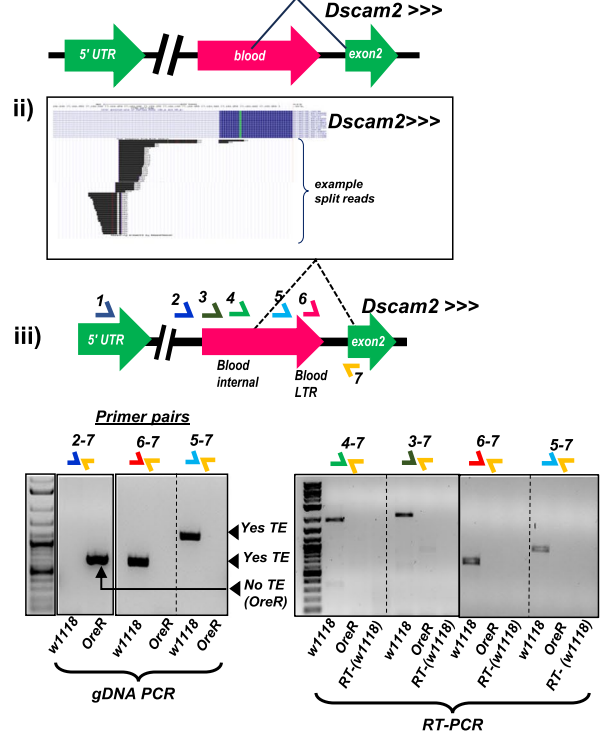 Dscam2 >>>
5' UTR
blood
exon2
ii)
Dscam2>>>
example
split reads
1
2
3
4
5
6
Dscam2 >>>
iii)
5' UTR
exon2
7
Blood
internal
Blood
LTR
Primer pairs
2-7
6-7
5-7
4-7
3-7
6-7
5-7
Yes TE
Yes TE
No TE
(OreR)
w1118
OreR
w1118
OreR
w1118
OreR
w1118
OreR
RT-(w1118)
w1118
OreR
RT-(w1118)
w1118
OreR
RT-(w1118)
w1118
OreR
RT- (w1118)
gDNA PCR
RT-PCR